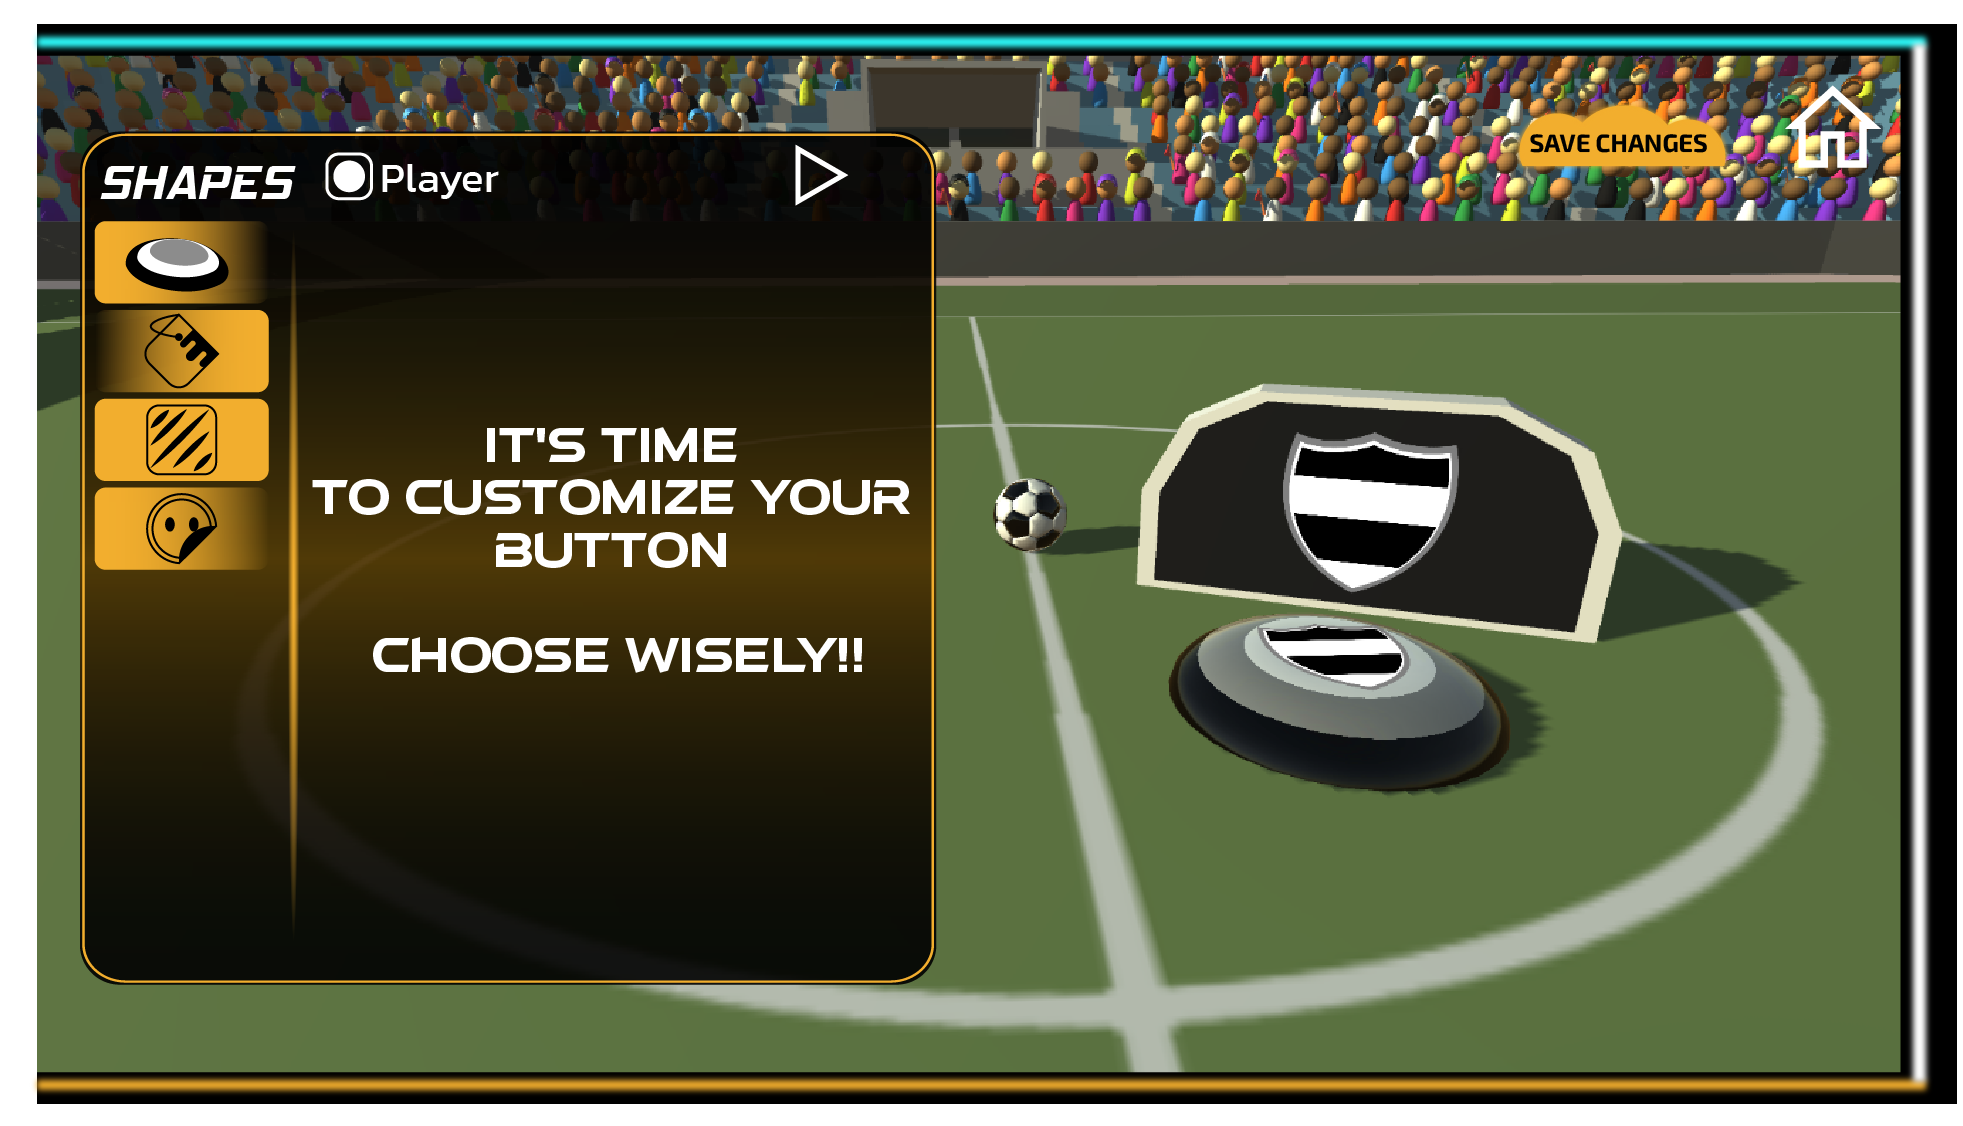 SHAPES
Player
SAVE CHANGES
IT'S TIME
TO CUSTOMIZE YOUR
BUTTON
CHOOSE WISELY!!